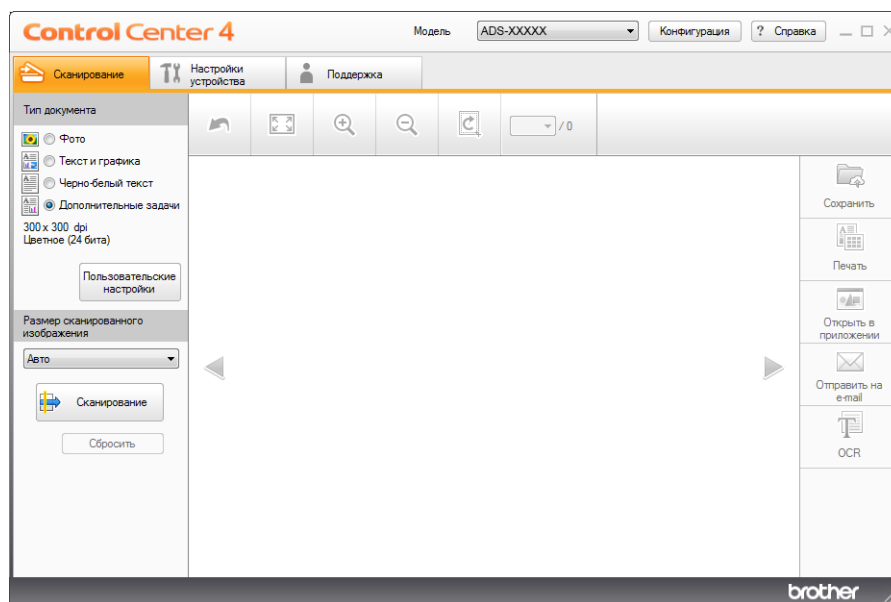 Control Center 4
Модель
ADS-XXXXX
Конфигурация
? Справка
Сканирование
Настройки
устройства
Поддержка
Тип документа
Фото
Текст и графика
Черно-белый текст
Дополнительные задачи
300 x 300 dpi
Цветное (24 бита)
Пользовательские
настройки
Размер сканированного
изображения
Авто
Сканирование
Сбросить
/ 0
Сохранить
Печать
Открыть в
приложении
Отправить на
e-mail
OCR
brother